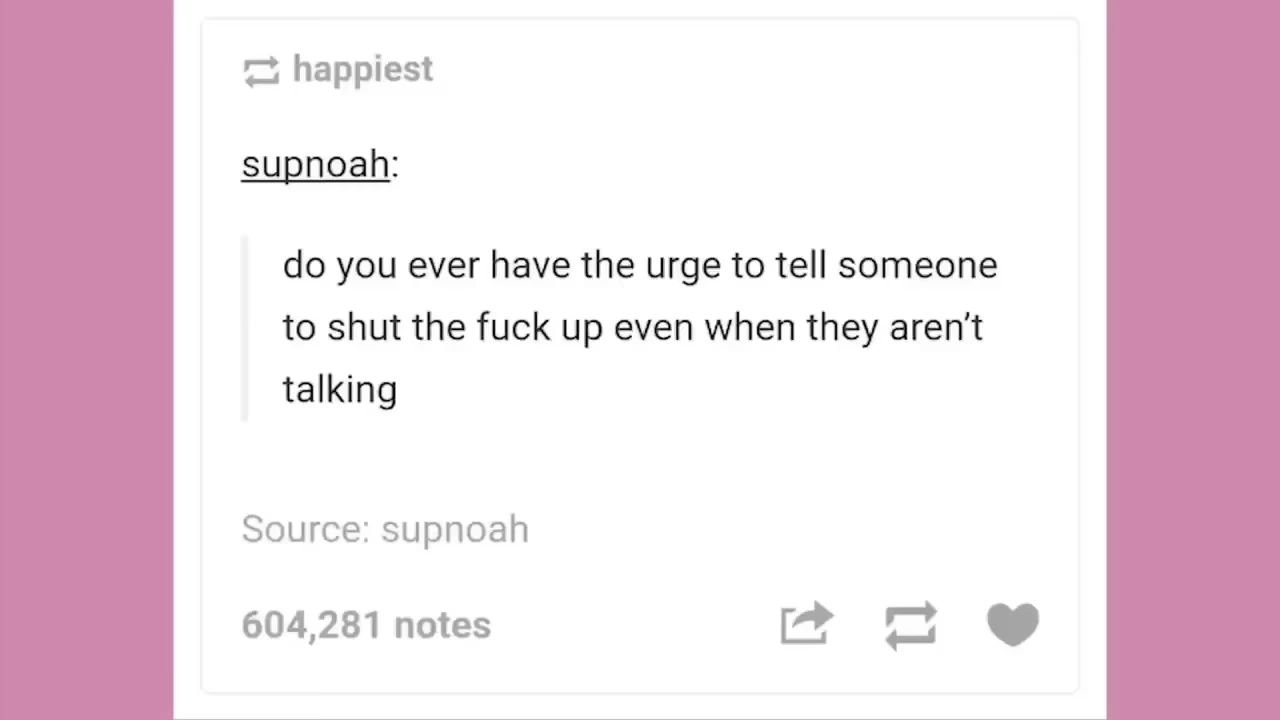 happiest
supnoah:
do you ever have the urge to tell someone
to shut the fuck up even when they aren’t
talking
Source: supnoah
604,281 notes